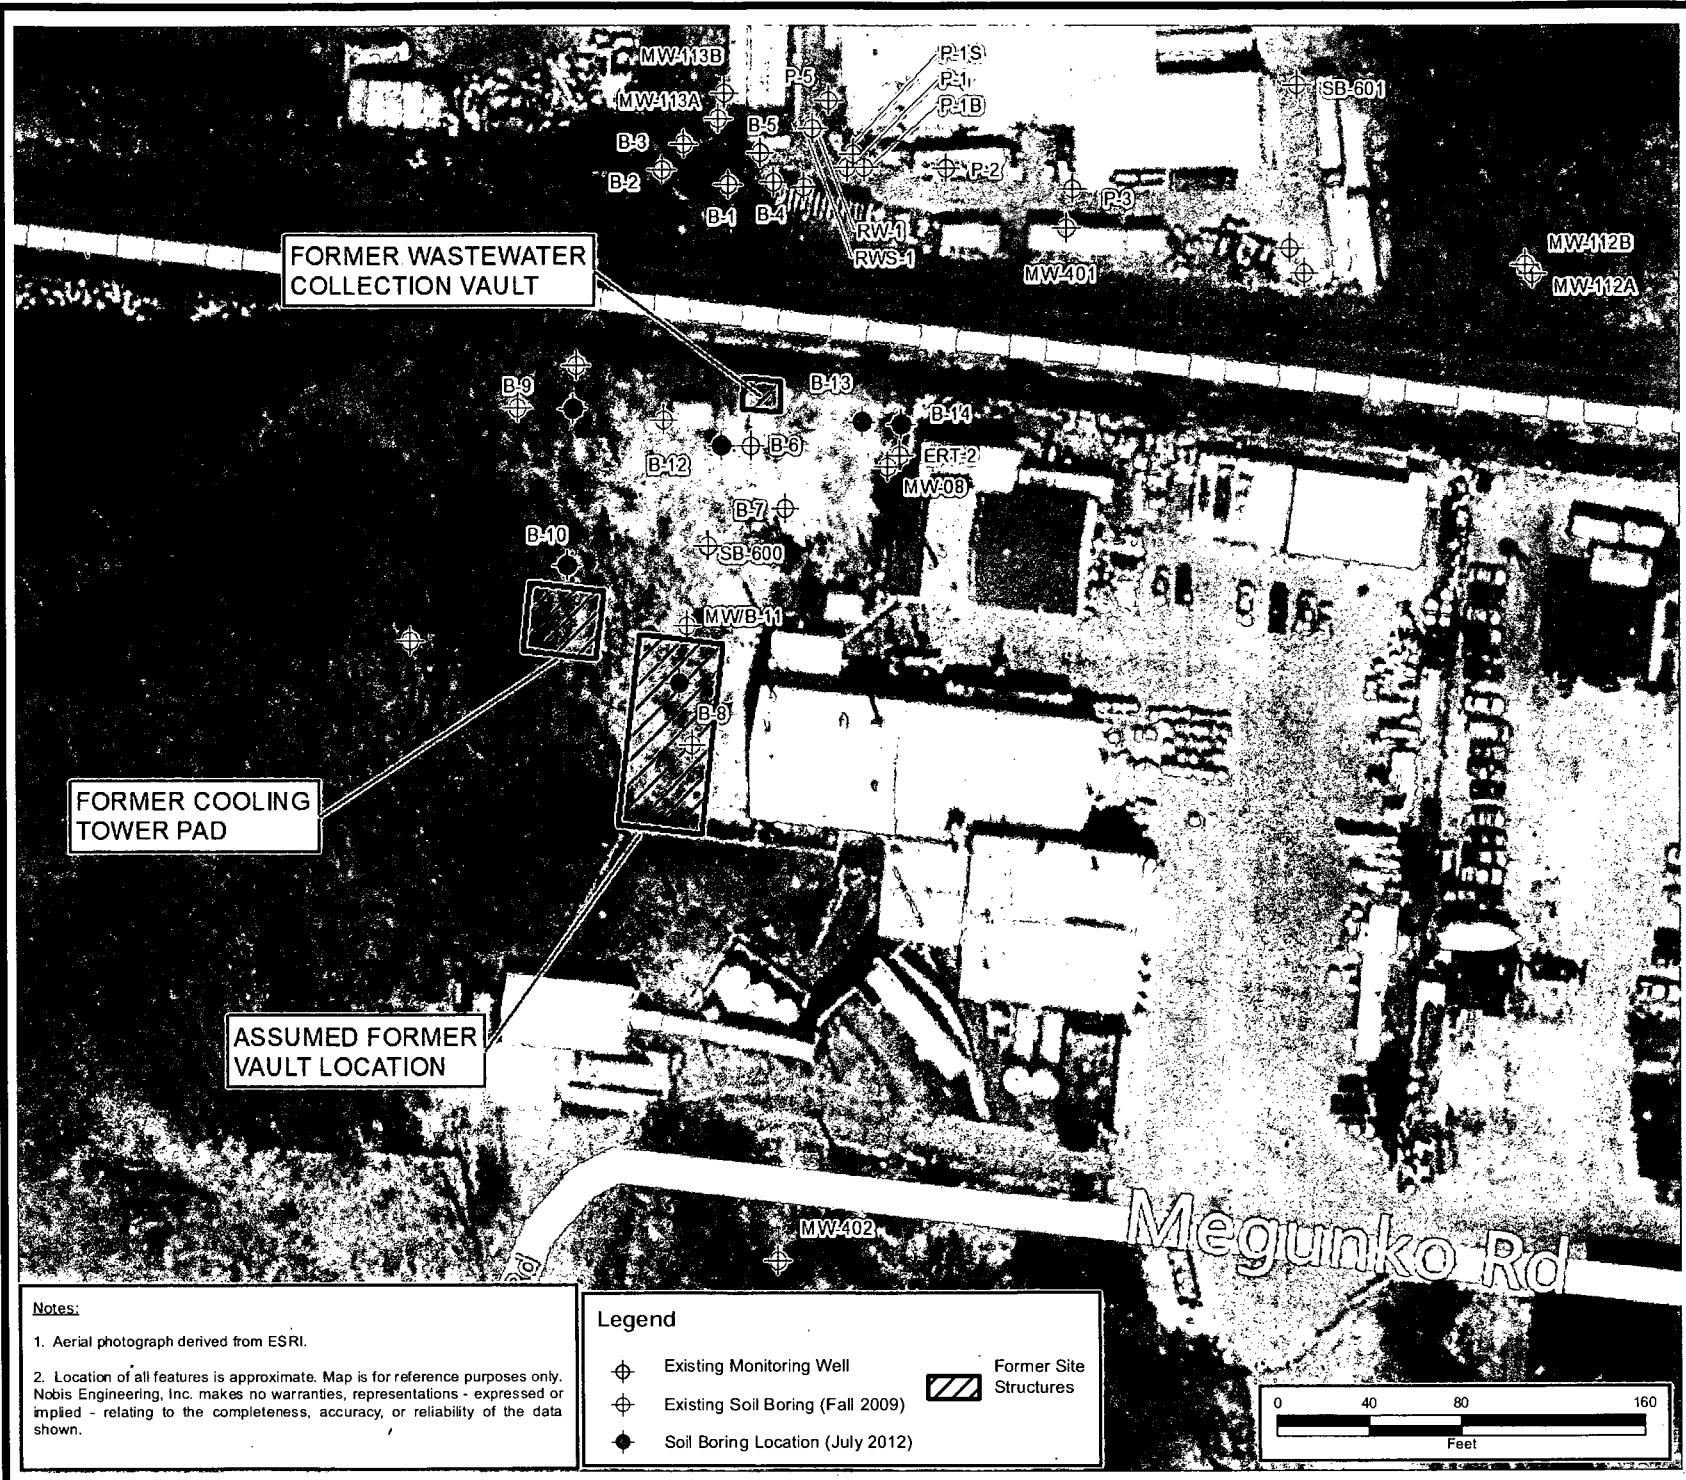 MW-113B
P-5
P-1S
P-1
P-1B
SB-601
MW-113A
B-5
B-3
B-2
P-2
P-3
B-1
B-4
RW-1
RWS-1
MW-401
MW-112B
MW-112A
FORMER WASTEWATER
COLLECTION VAULT
B-9
B-13
B-14
B-12
B-6
ERT-2
MW-08
B-7
B-10
SB-600
MW/B-11
B-8
FORMER COOLING
TOWER PAD
ASSUMED FORMER
VAULT LOCATION
Rd
MW-402
Megunko Rd
Notes:
1. Aerial photograph derived from ESRI.
2. Location of all features is approximate. Map is for reference purposes only.
Nobis Engineering, Inc. makes no warranties, representations - expressed or
implied - relating to the completeness, accuracy, or reliability of the data
shown.
Legend
Existing Monitoring Well
Existing Soil Boring (Fall 2009)
Soil Boring Location (July 2012)
Former Site
Structures
0 40 80 160
Feet